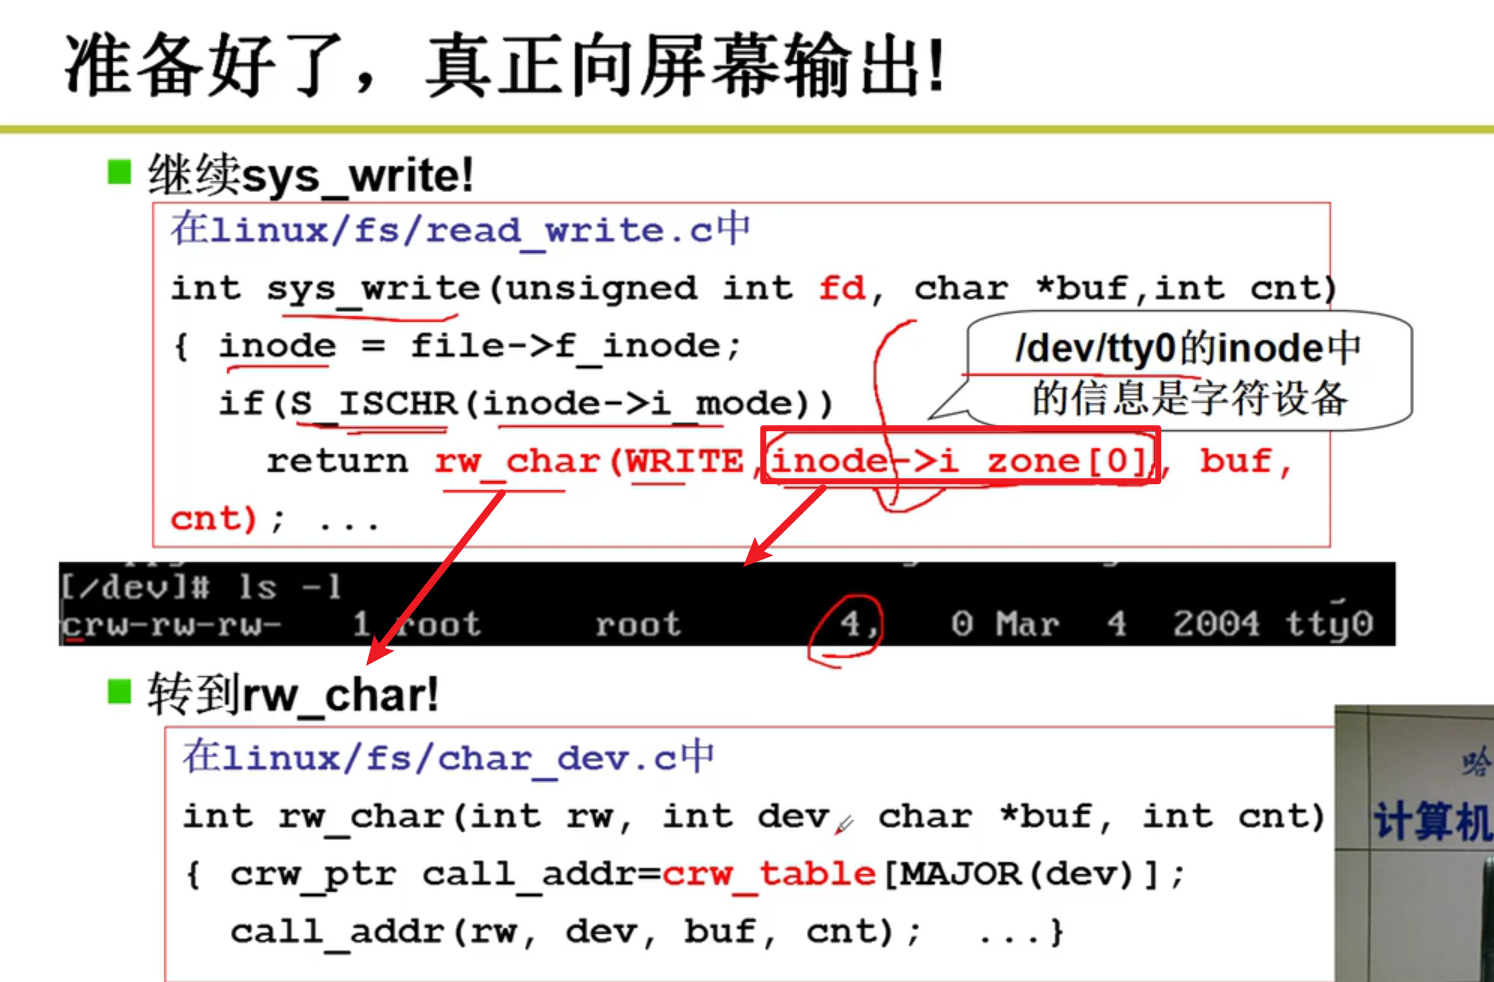 准备好了，真正向屏幕输出!
继续sys_write!
在linux/fs/read_write.c中
int sys_write(unsigned int fd, char *buf,int cnt)
{ inode = file->f_inode;
/dev/tty0的inode中
的信息是字符设备
if(S_ISCHR(inode->i_mode))
return rw_char(WRITE,inode->i_zone[0], buf,
cnt); ...
[/dev]# ls -l
crw-rw-rw- 1 root root 4, 0 Mar 4 2004 tty0
转到rw_char!
在linux/fs/char_dev.c中
int rw_char(int rw, int dev, char *buf, int cnt)
{ crw_ptr call_addr=crw_table[MAJOR(dev)];
call_addr(rw, dev, buf, cnt); ...}
哈
计算机